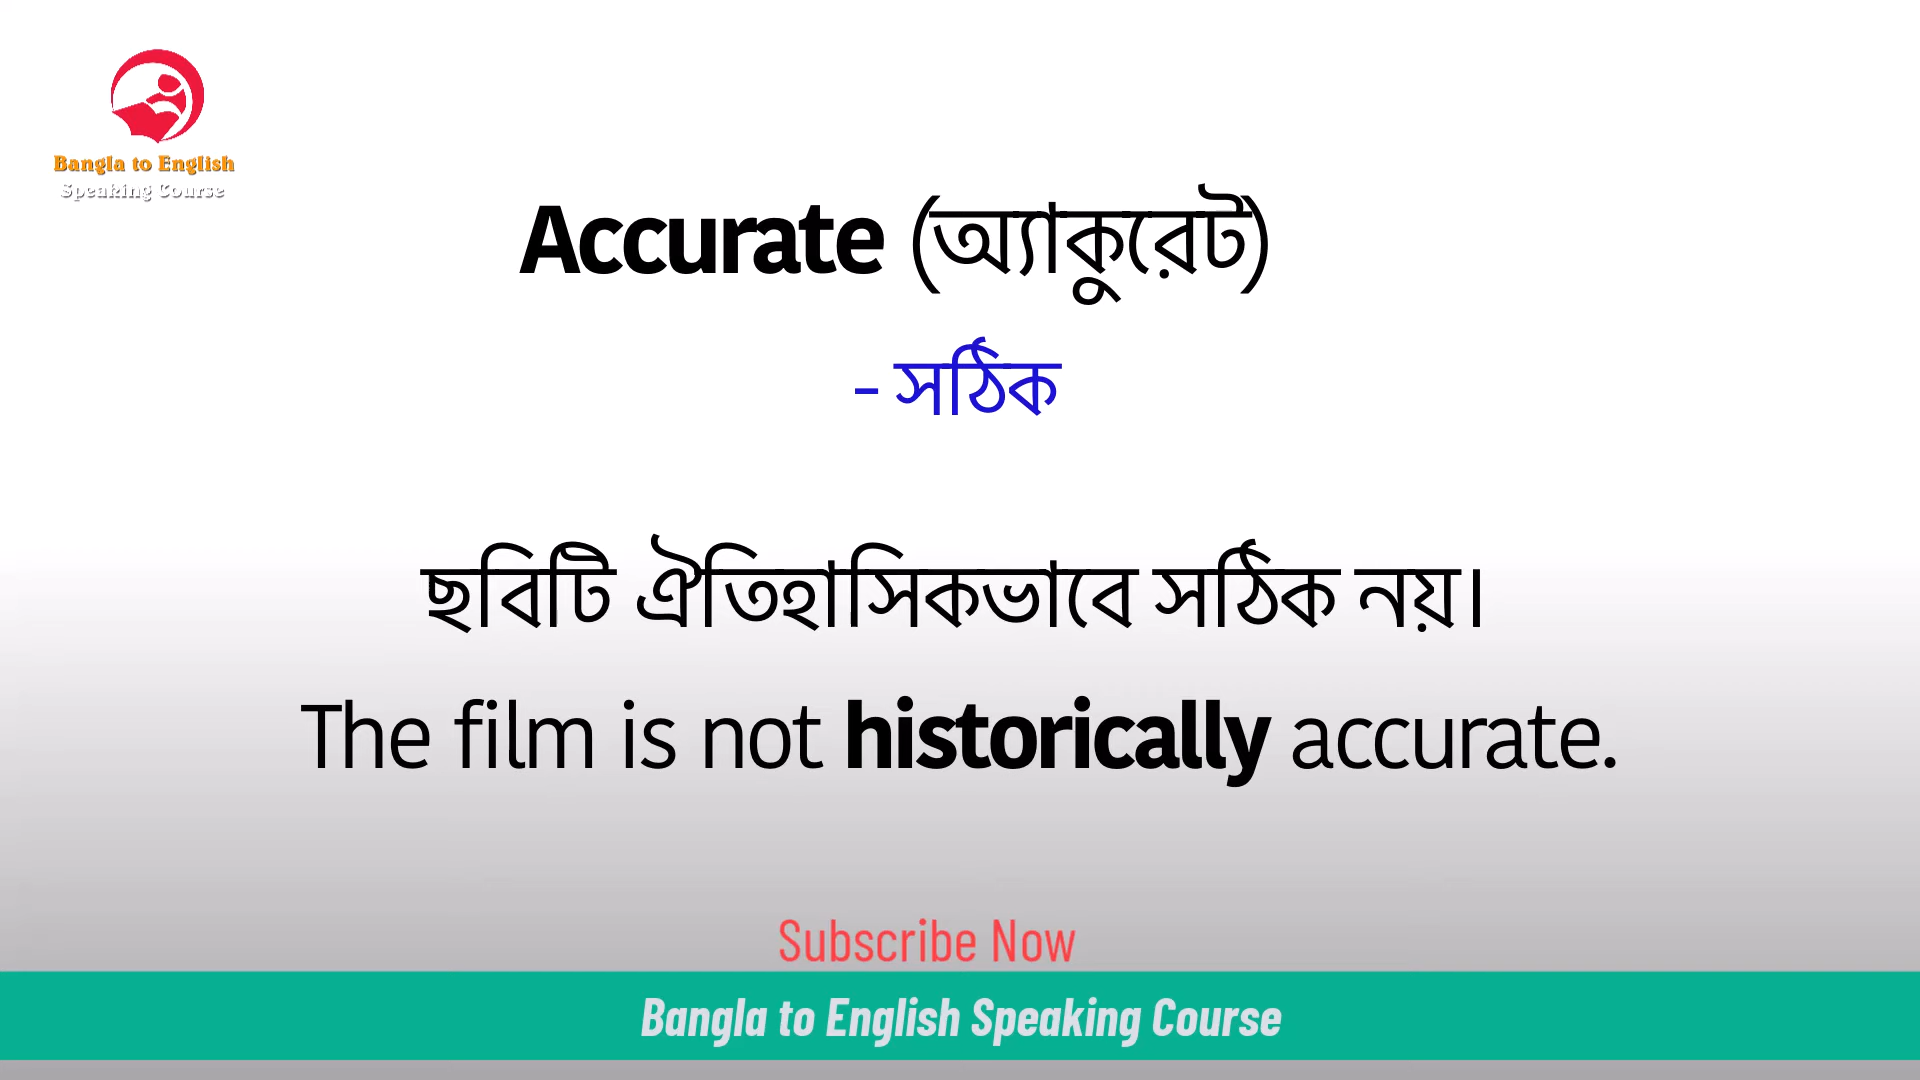 Bangla to English
Speaking Course
Accurate (অ্যাকুরেট)
- সঠিক
ছবিটি ঐতিহাসিকভাবে সঠিক নয়।
The film is not historically accurate.
Subscribe Now
Bangla to English Speaking Course